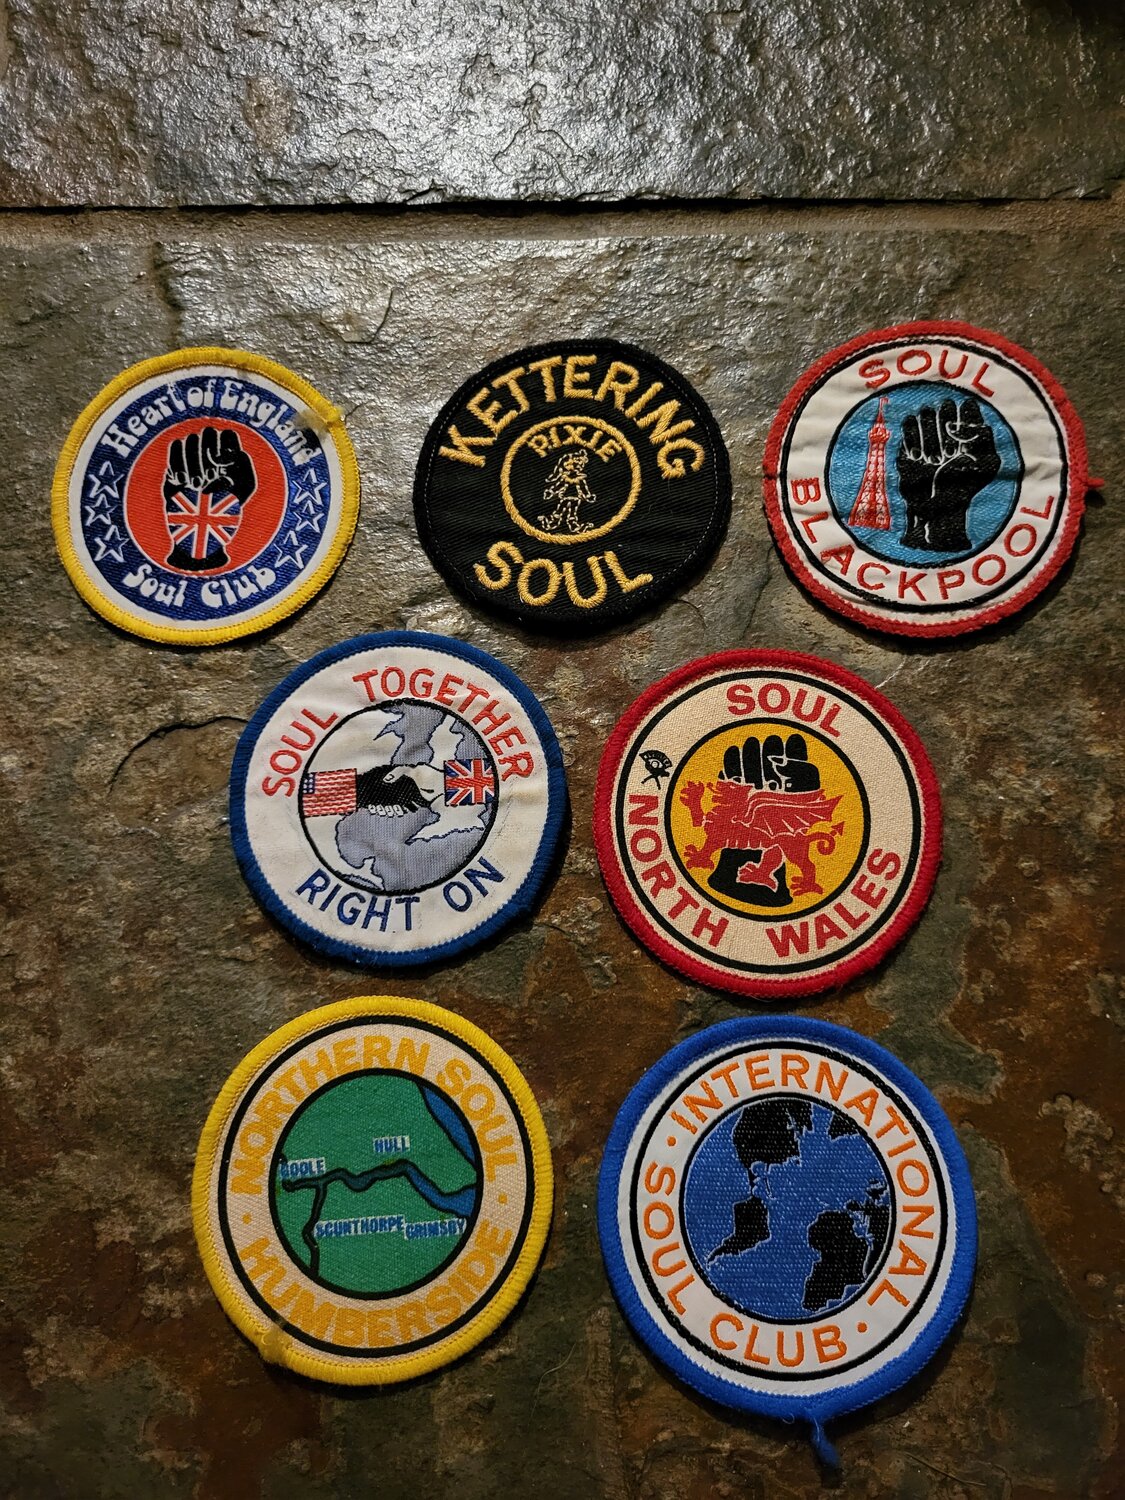 Heart of England
Soul Club
KETTERING
PIXIE
SOUL
SOUL
BLACKPOOL
SOUL TOGETHER
RIGHT ON
SOUL
NORTH WALES
NORTHERN SOUL
HULL
GOOLE
SCUNTHORPE
GRIMSBY
HUMBERSIDE
INTERNATIONAL
SOUL CLUB